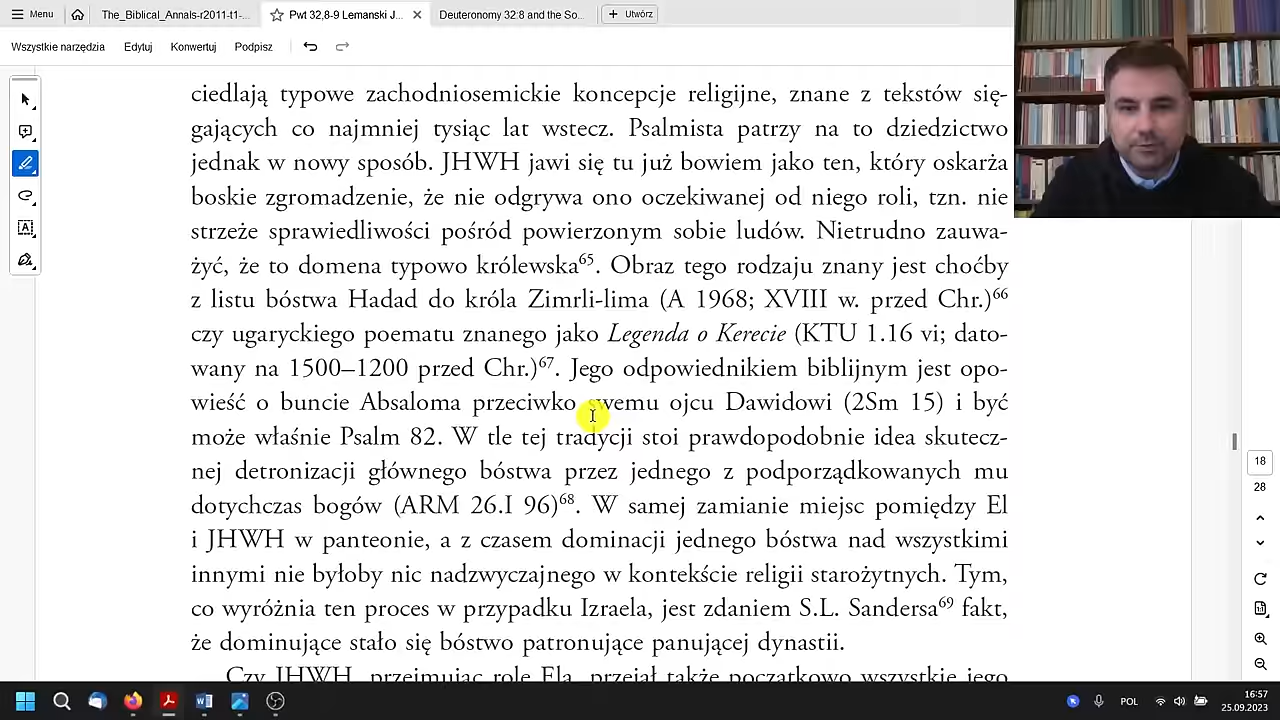 Menu
The_Biblical_Annals-r2011-t1-...
Pwt 32,8-9 Lemanski J...
Deuteronomy 32:8 and the So...
Utwórz
Wszystkie narzędzia
Edytuj
Konwertuj
Podpisz
ciedlają typowe zachodniosemickie koncepcje religijne, znane z tekstów się-
gających co najmniej tysiąc lat wstecz. Psalmista patrzy na to dziedzictwo
jednak w nowy sposób. JHWH jawi się tu już bowiem jako ten, który oskarża
boskie zgromadzenie, że nie odgrywa ono oczekiwanej od niego roli, tzn. nie
strzeże sprawiedliwości pośród powierzonym sobie ludów. Nietrudno zauwa-
żyć, że to domena typowo królewska⁶⁵. Obraz tego rodzaju znany jest choćby
z listu bóstwa Hadad do króla Zimrli-lima (A 1968; XVIII w. przed Chr.)⁶⁶
czy ugaryckiego poematu znanego jako Legenda o Kerecie (KTU 1.16 vi; dato-
wany na 1500–1200 przed Chr.)⁶⁷. Jego odpowiednikiem biblijnym jest opo-
wieść o buncie Absaloma przeciwko swemu ojcu Dawidowi (2Sm 15) i być
może właśnie Psalm 82. W tle tej tradycji stoi prawdopodobnie idea skutecz-
nej detronizacji głównego bóstwa przez jednego z podporządkowanych mu
dotychczas bogów (ARM 26.I 96)⁶⁸. W samej zamianie miejsc pomiędzy El
i JHWH w panteonie, a z czasem dominacji jednego bóstwa nad wszystkimi
innymi nie byłoby nic nadzwyczajnego w kontekście religii starożytnych. Tym,
co wyróżnia ten proces w przypadku Izraela, jest zdaniem S.L. Sandersa⁶⁹ fakt,
że dominujące stało się bóstwo patronujące panującej dynastii.
Czy JHWH, przejmując rolę Ela, przejął także początkowo wszystkie jego
18
28
POL
16:57
25.09.2023